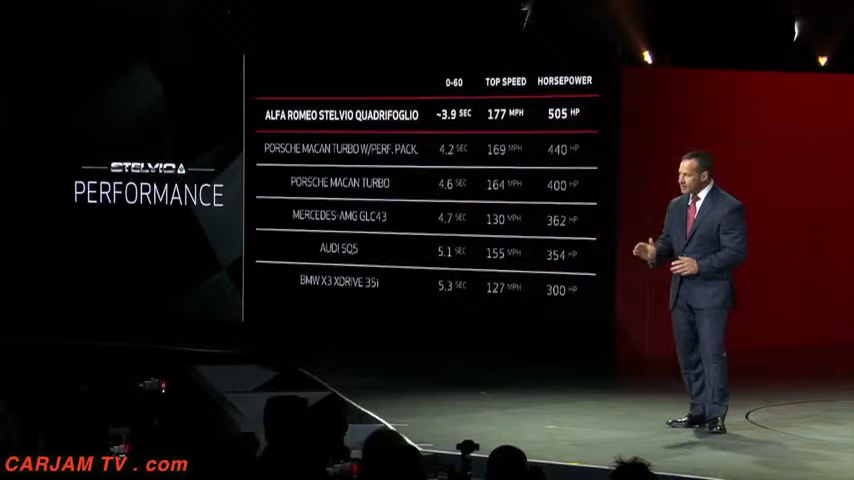 0-60 TOP SPEED HORSEPOWER
ALFA ROMEO STELVIO QUADRIFOGLIO ~3.9 SEC 177 MPH 505 HP
PORSCHE MACAN TURBO W/PERF. PACK. 4.2 SEC 169 MPH 440 HP
PORSCHE MACAN TURBO 4.6 SEC 164 MPH 400 HP
MERCEDES-AMG GLC43 4.7 SEC 130 MPH 362 HP
AUDI SQ5 5.1 SEC 155 MPH 354 HP
BMW X3 XDRIVE 35i 5.3 SEC 127 MPH 300 HP
STELVIO
PERFORMANCE
CARJAM TV . com